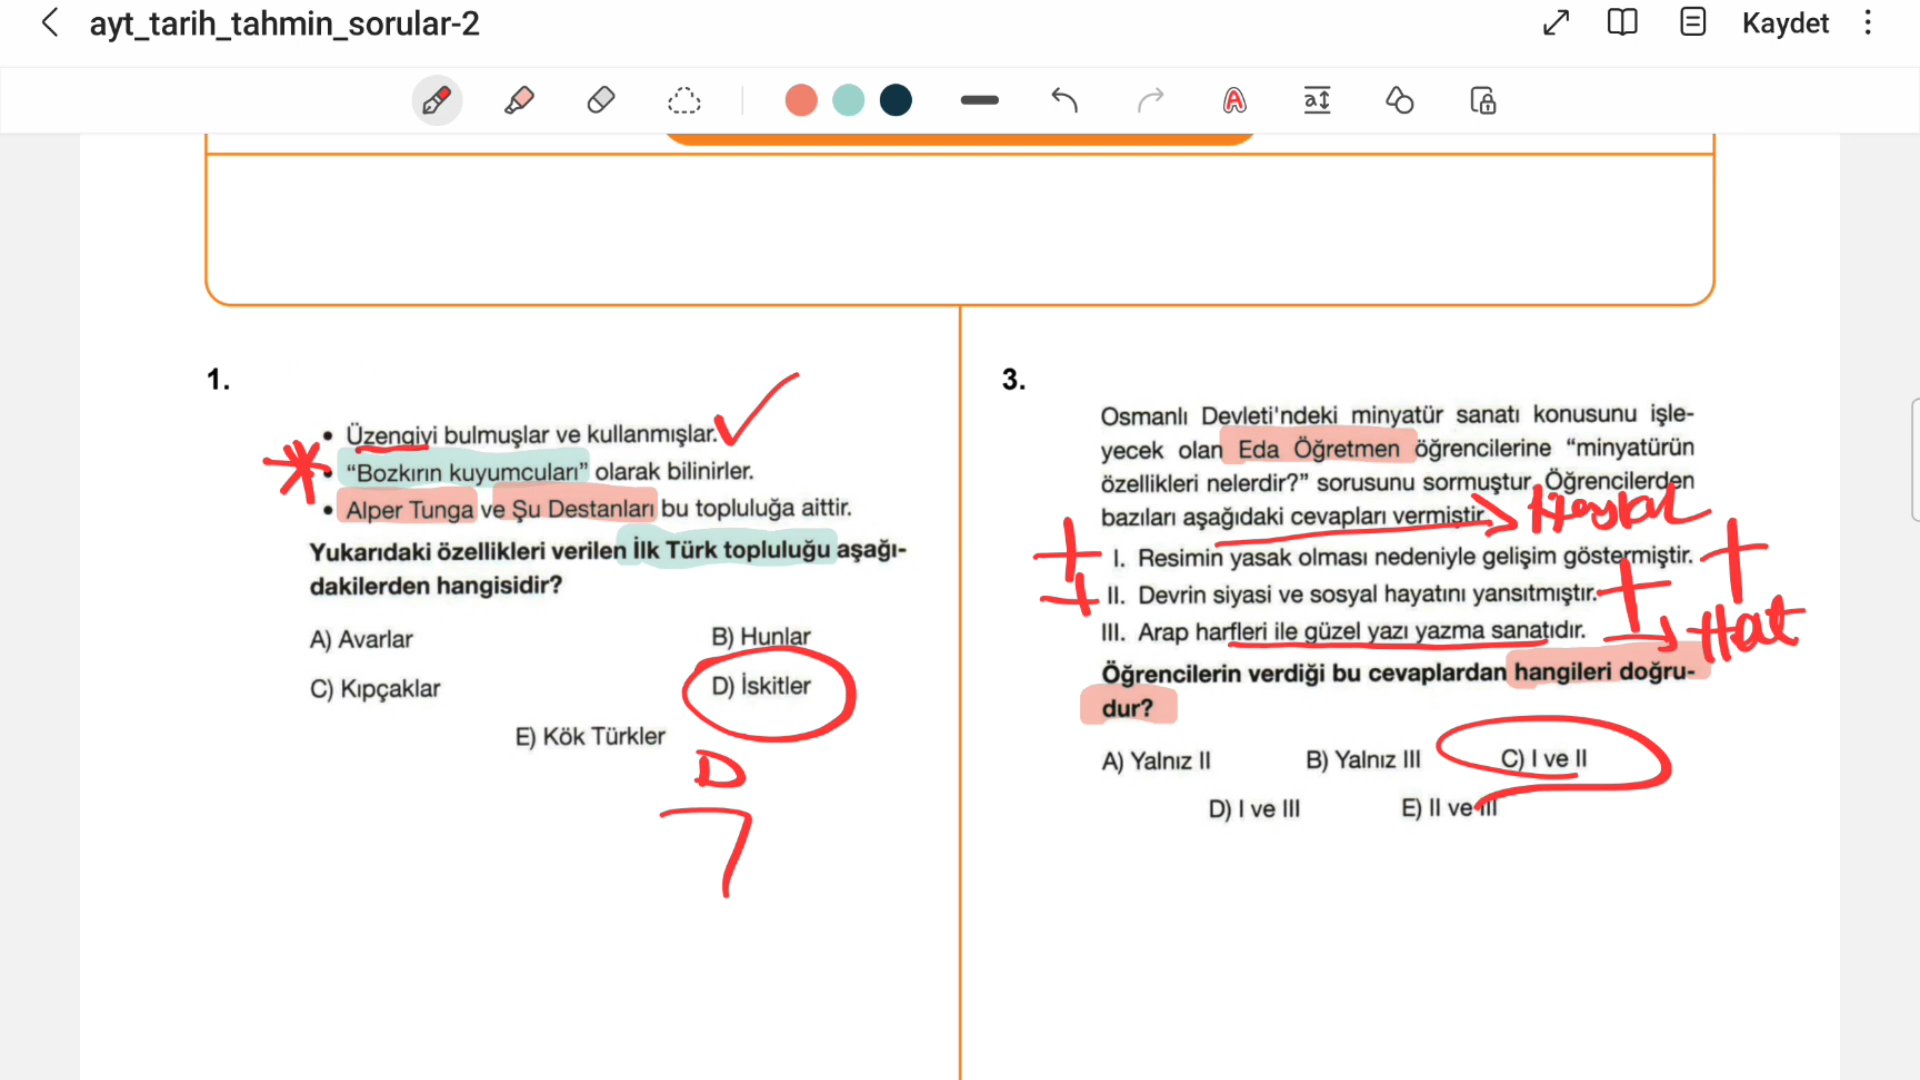 ayt_tarih_tahmin_sorular-2
Kaydet
1.
• Üzengiyi bulmuşlar ve kullanmışlar.
• “Bozkırın kuyumcuları” olarak bilinirler.
• Alper Tunga ve Şu Destanları bu topluluğa aittir.
Yukarıdaki özellikleri verilen İlk Türk topluluğu aşağı-
dakilerden hangisidir?
A) Avarlar
B) Hunlar
C) Kıpçaklar
D) İskitler
E) Kök Türkler
D
7
3.
Osmanlı Devleti'ndeki minyatür sanatı konusunu işle-
yecek olan Eda Öğretmen öğrencilerine “minyatürün
özellikleri nelerdir?” sorusunu sormuştur. Öğrencilerden
bazıları aşağıdaki cevapları vermiştir.
Heykel
I. Resimin yasak olması nedeniyle gelişim göstermiştir.
II. Devrin siyasi ve sosyal hayatını yansıtmıştır.
III. Arap harfleri ile güzel yazı yazma sanatıdır.
Hat
Öğrencilerin verdiği bu cevaplardan hangileri doğru-
dur?
A) Yalnız II
B) Yalnız III
C) I ve II
D) I ve III
E) II ve III